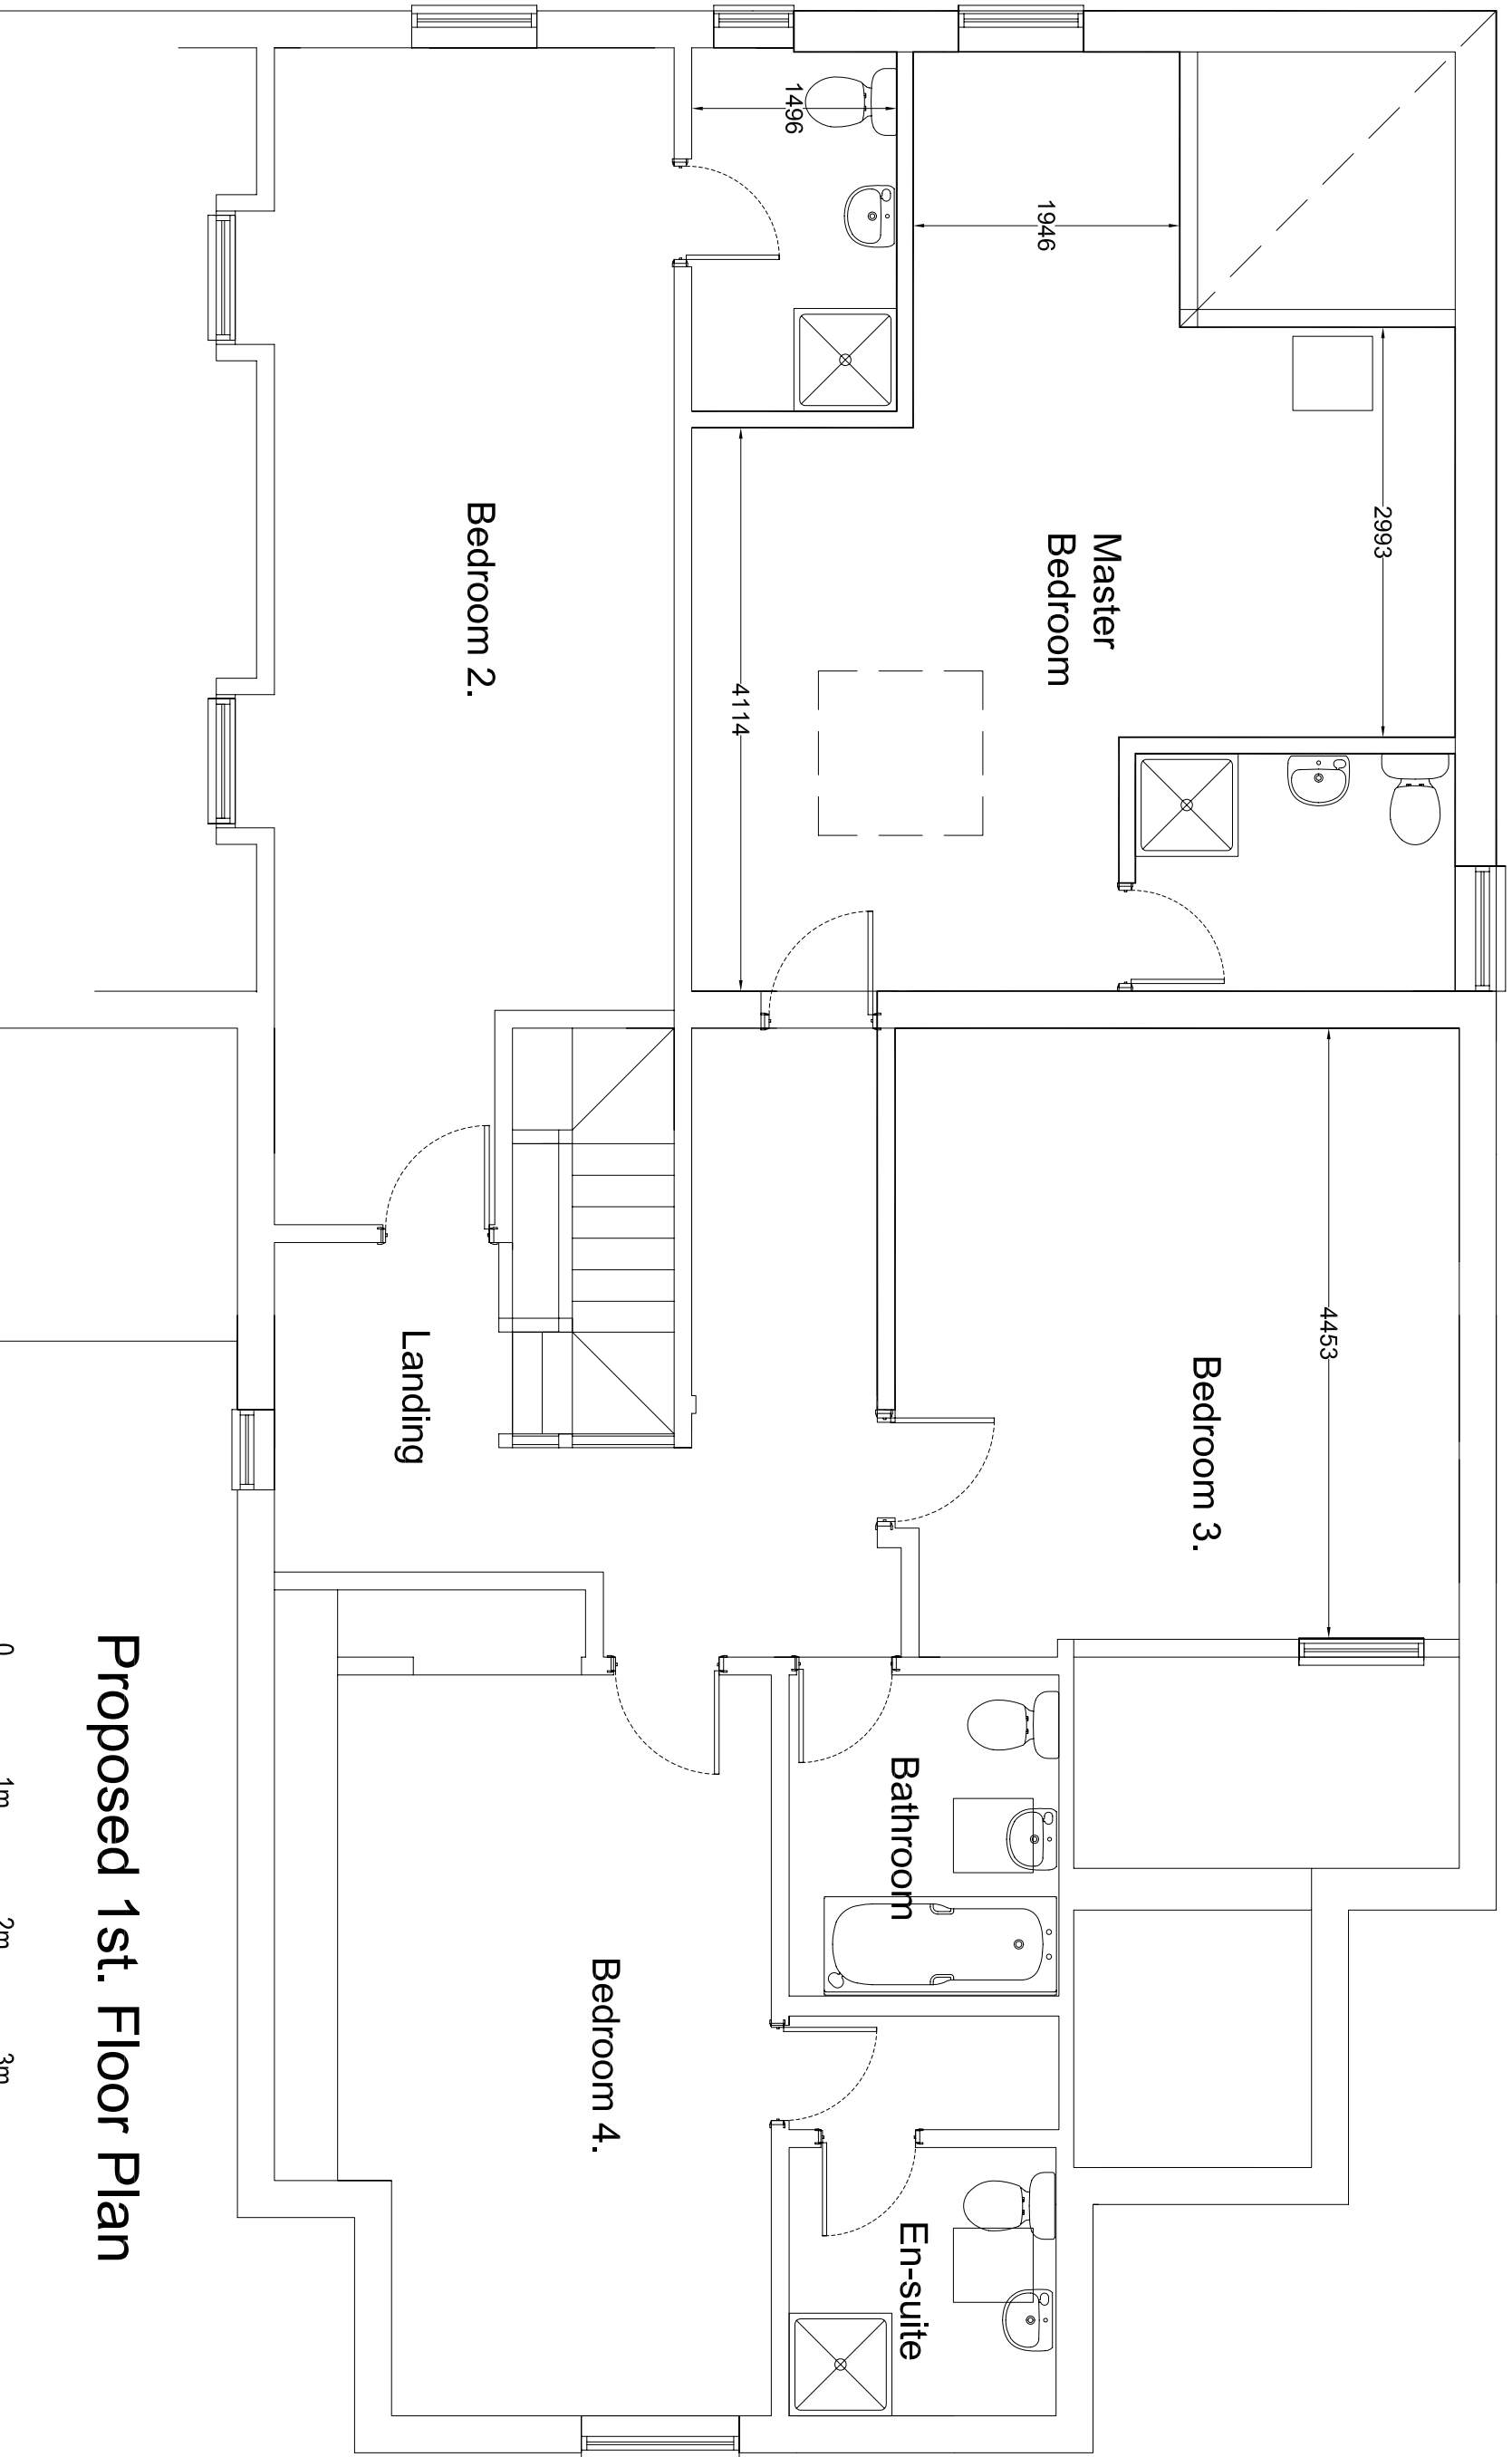 2993
4453
1946
Master
Bedroom
Bedroom 3.
1496
4114
Bathroom
En-suite
Bedroom 2.
Landing
Bedroom 4.
Proposed 1st. Floor Plan
0
1m
2m
3m